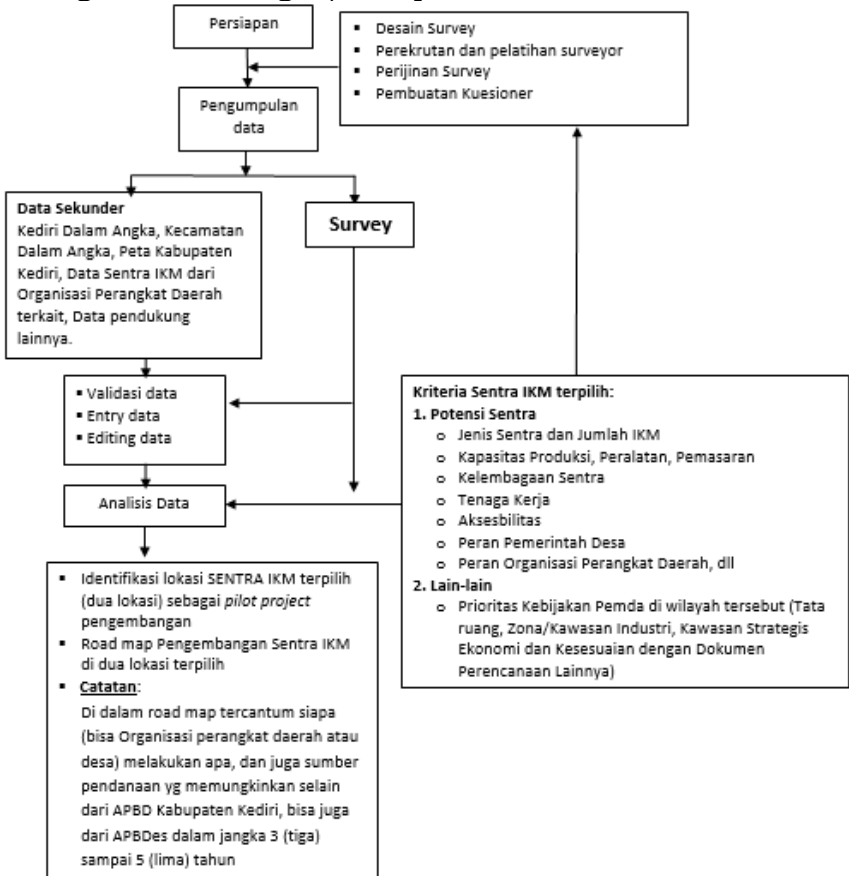 Persiapan
▪ Desain Survey
▪ Perekrutan dan pelatihan surveyor
▪ Perijinan Survey
▪ Pembuatan Kuesioner
Pengumpulan
data
Data Sekunder
Kediri Dalam Angka, Kecamatan
Dalam Angka, Peta Kabupaten
Kediri, Data Sentra IKM dari
Organisasi Perangkat Daerah
terkait, Data pendukung
lainnya.
Survey
▪ Validasi data
▪ Entry data
▪ Editing data
Analisis Data
Kriteria Sentra IKM terpilih:
1. Potensi Sentra
o Jenis Sentra dan Jumlah IKM
o Kapasitas Produksi, Peralatan, Pemasaran
o Kelembagaan Sentra
o Tenaga Kerja
o Aksesbilitas
o Peran Pemerintah Desa
o Peran Organisasi Perangkat Daerah, dll
2. Lain-lain
o Prioritas Kebijakan Pemda di wilayah tersebut (Tata
ruang, Zona/Kawasan Industri, Kawasan Strategis
Ekonomi dan Kesesuaian dengan Dokumen
Perencanaan Lainnya)
▪ Identifikasi lokasi SENTRA IKM terpilih
(dua lokasi) sebagai pilot project
pengembangan
▪ Road map Pengembangan Sentra IKM
di dua lokasi terpilih
▪ Catatan:
Di dalam road map tercantum siapa
(bisa Organisasi perangkat daerah atau
desa) melakukan apa, dan juga sumber
pendanaan yg memungkinkan selain
dari APBD Kabupaten Kediri, bisa juga
dari APBDes dalam jangka 3 (tiga)
sampai 5 (lima) tahun